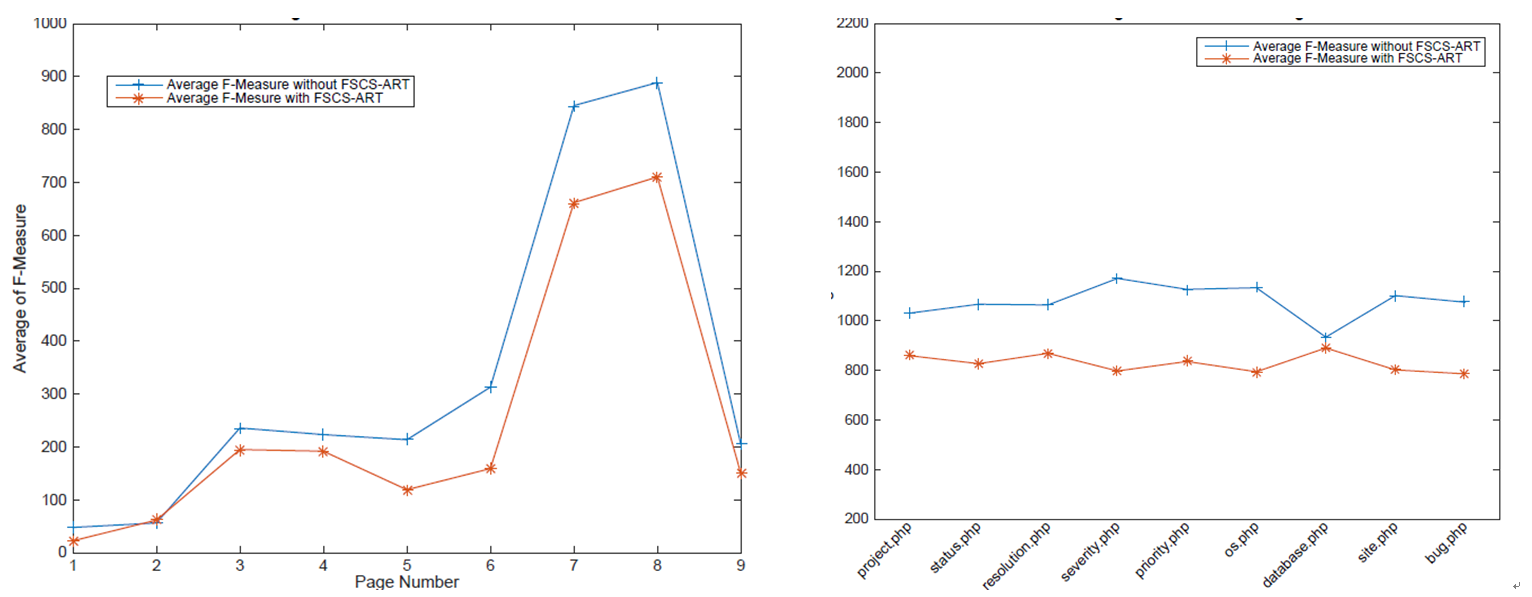 1000
900
800
700
600
500
400
300
200
100
0
Average of F-Measure
Average F-Measure without FSCS-ART
Average F-Mesure with FSCS-ART
1 2 3 4 5 6 7 8 9
Page Number
2200
2000
1800
1600
1400
1200
1000
800
600
400
200
Average F-Measure without FSCS-ART
Average F-Measure with FSCS-ART
project.php
status.php
resolution.php
severity.php
priority.php
os.php
database.php
site.php
bug.php